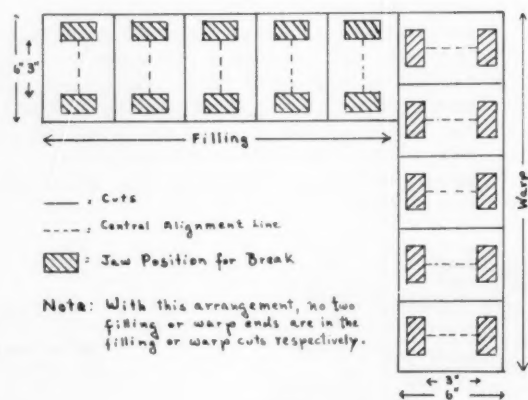 6" 3"
Filling
Warp
——— = Cuts
----- = Central Alignment Line
= Jaw Position for Break
Note: With this arrangement, no two
filling or warp ends are in the
filling or warp cuts respectively.
3"
6"